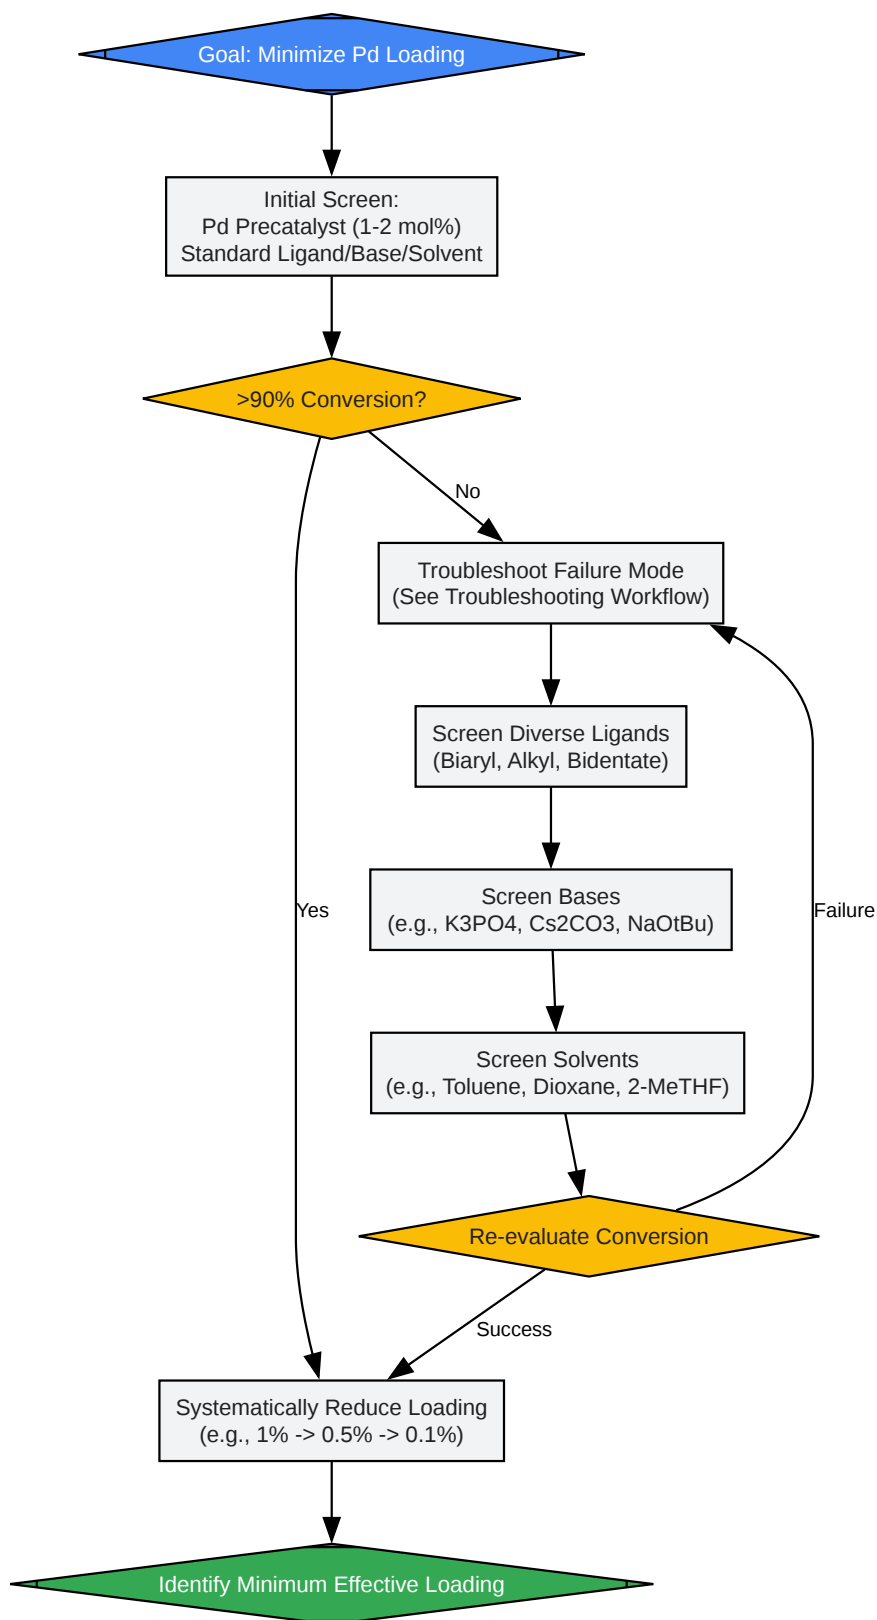 Goal: Minimize Pd Loading
Initial Screen:
Pd Precatalyst (1-2 mol%)
Standard Ligand/Base/Solvent
>90% Conversion?
No
Troubleshoot Failure Mode
(See Troubleshooting Workflow)
Screen Diverse Ligands
(Biaryl, Alkyl, Bidentate)
Screen Bases
(e.g., K3PO4, Cs2CO3, NaOtBu)
Yes
Failure
Screen Solvents
(e.g., Toluene, Dioxane, 2-MeTHF)
Re-evaluate Conversion
Success
Systematically Reduce Loading
(e.g., 1% -> 0.5% -> 0.1%)
Identify Minimum Effective Loading